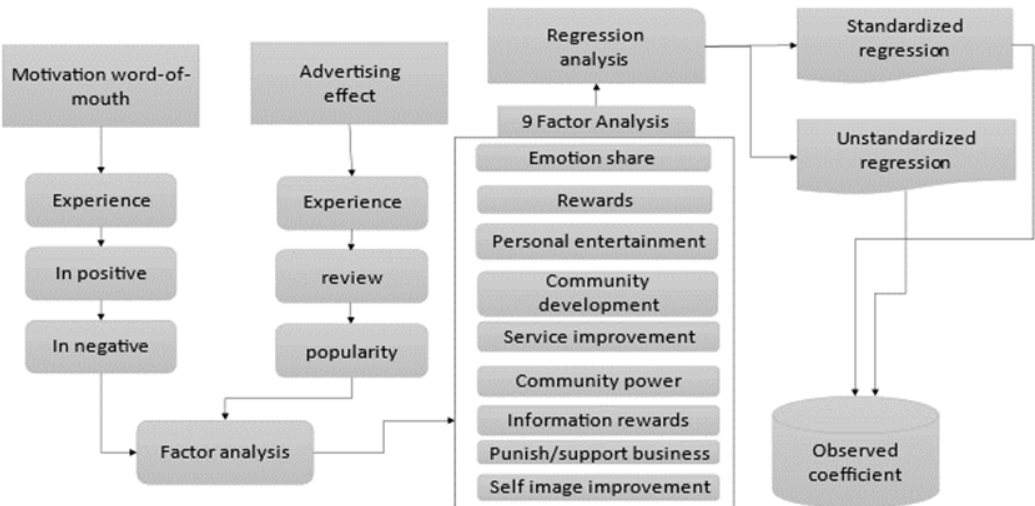 Motivation word-of-
mouth
Experience
In positive
In negative
Advertising
effect
Experience
review
popularity
Factor analysis
Regression
analysis
9 Factor Analysis
Emotion share
Rewards
Personal entertainment
Community
development
Service improvement
Community power
Information rewards
Punish/support business
Self image improvement
Standardized
regression
Unstandardized
regression
Observed
coefficient